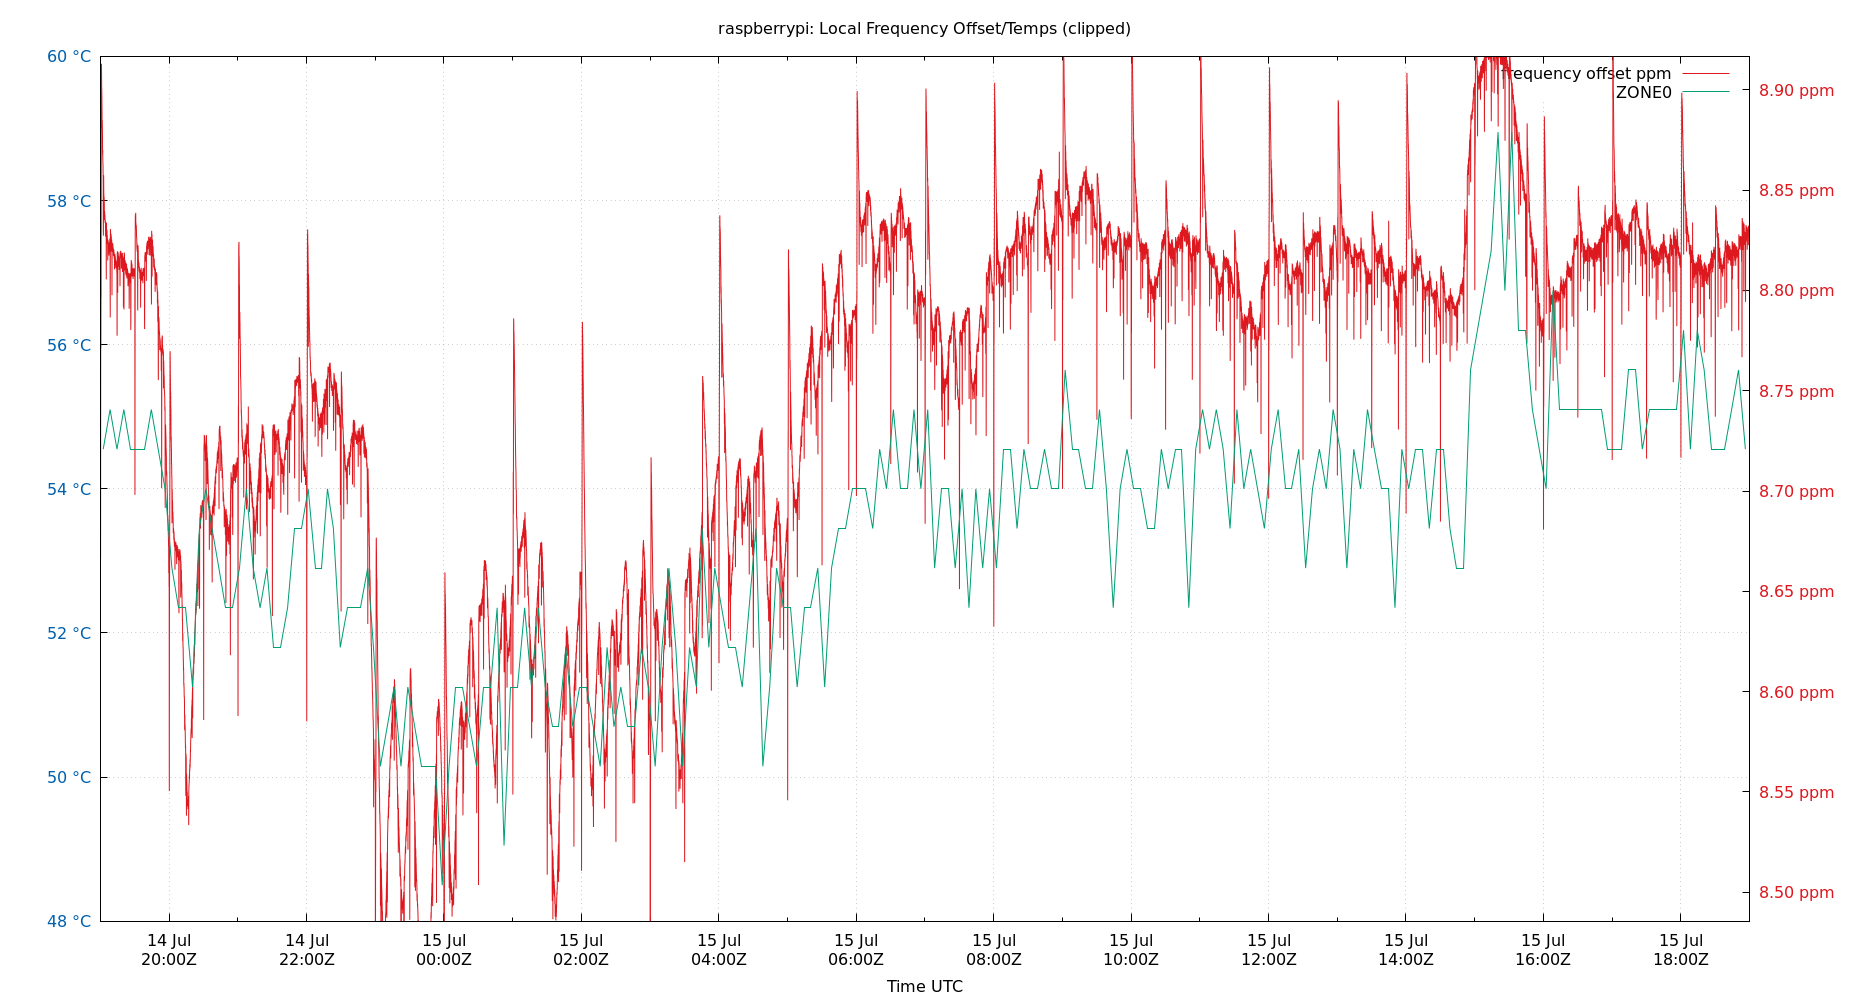 raspberrypi: Local Frequency Offset/Temps (clipped)
60 °C
58 °C
56 °C
54 °C
52 °C
50 °C
48 °C
frequency offset ppm
ZONE0
8.90 ppm
8.85 ppm
8.80 ppm
8.75 ppm
8.70 ppm
8.65 ppm
8.60 ppm
8.55 ppm
8.50 ppm
14 Jul 14 Jul 15 Jul 15 Jul 15 Jul 15 Jul 15 Jul 15 Jul 15 Jul 15 Jul 15 Jul 15 Jul
20:00Z 22:00Z 00:00Z 02:00Z 04:00Z 06:00Z 08:00Z 10:00Z 12:00Z 14:00Z 16:00Z 18:00Z
Time UTC